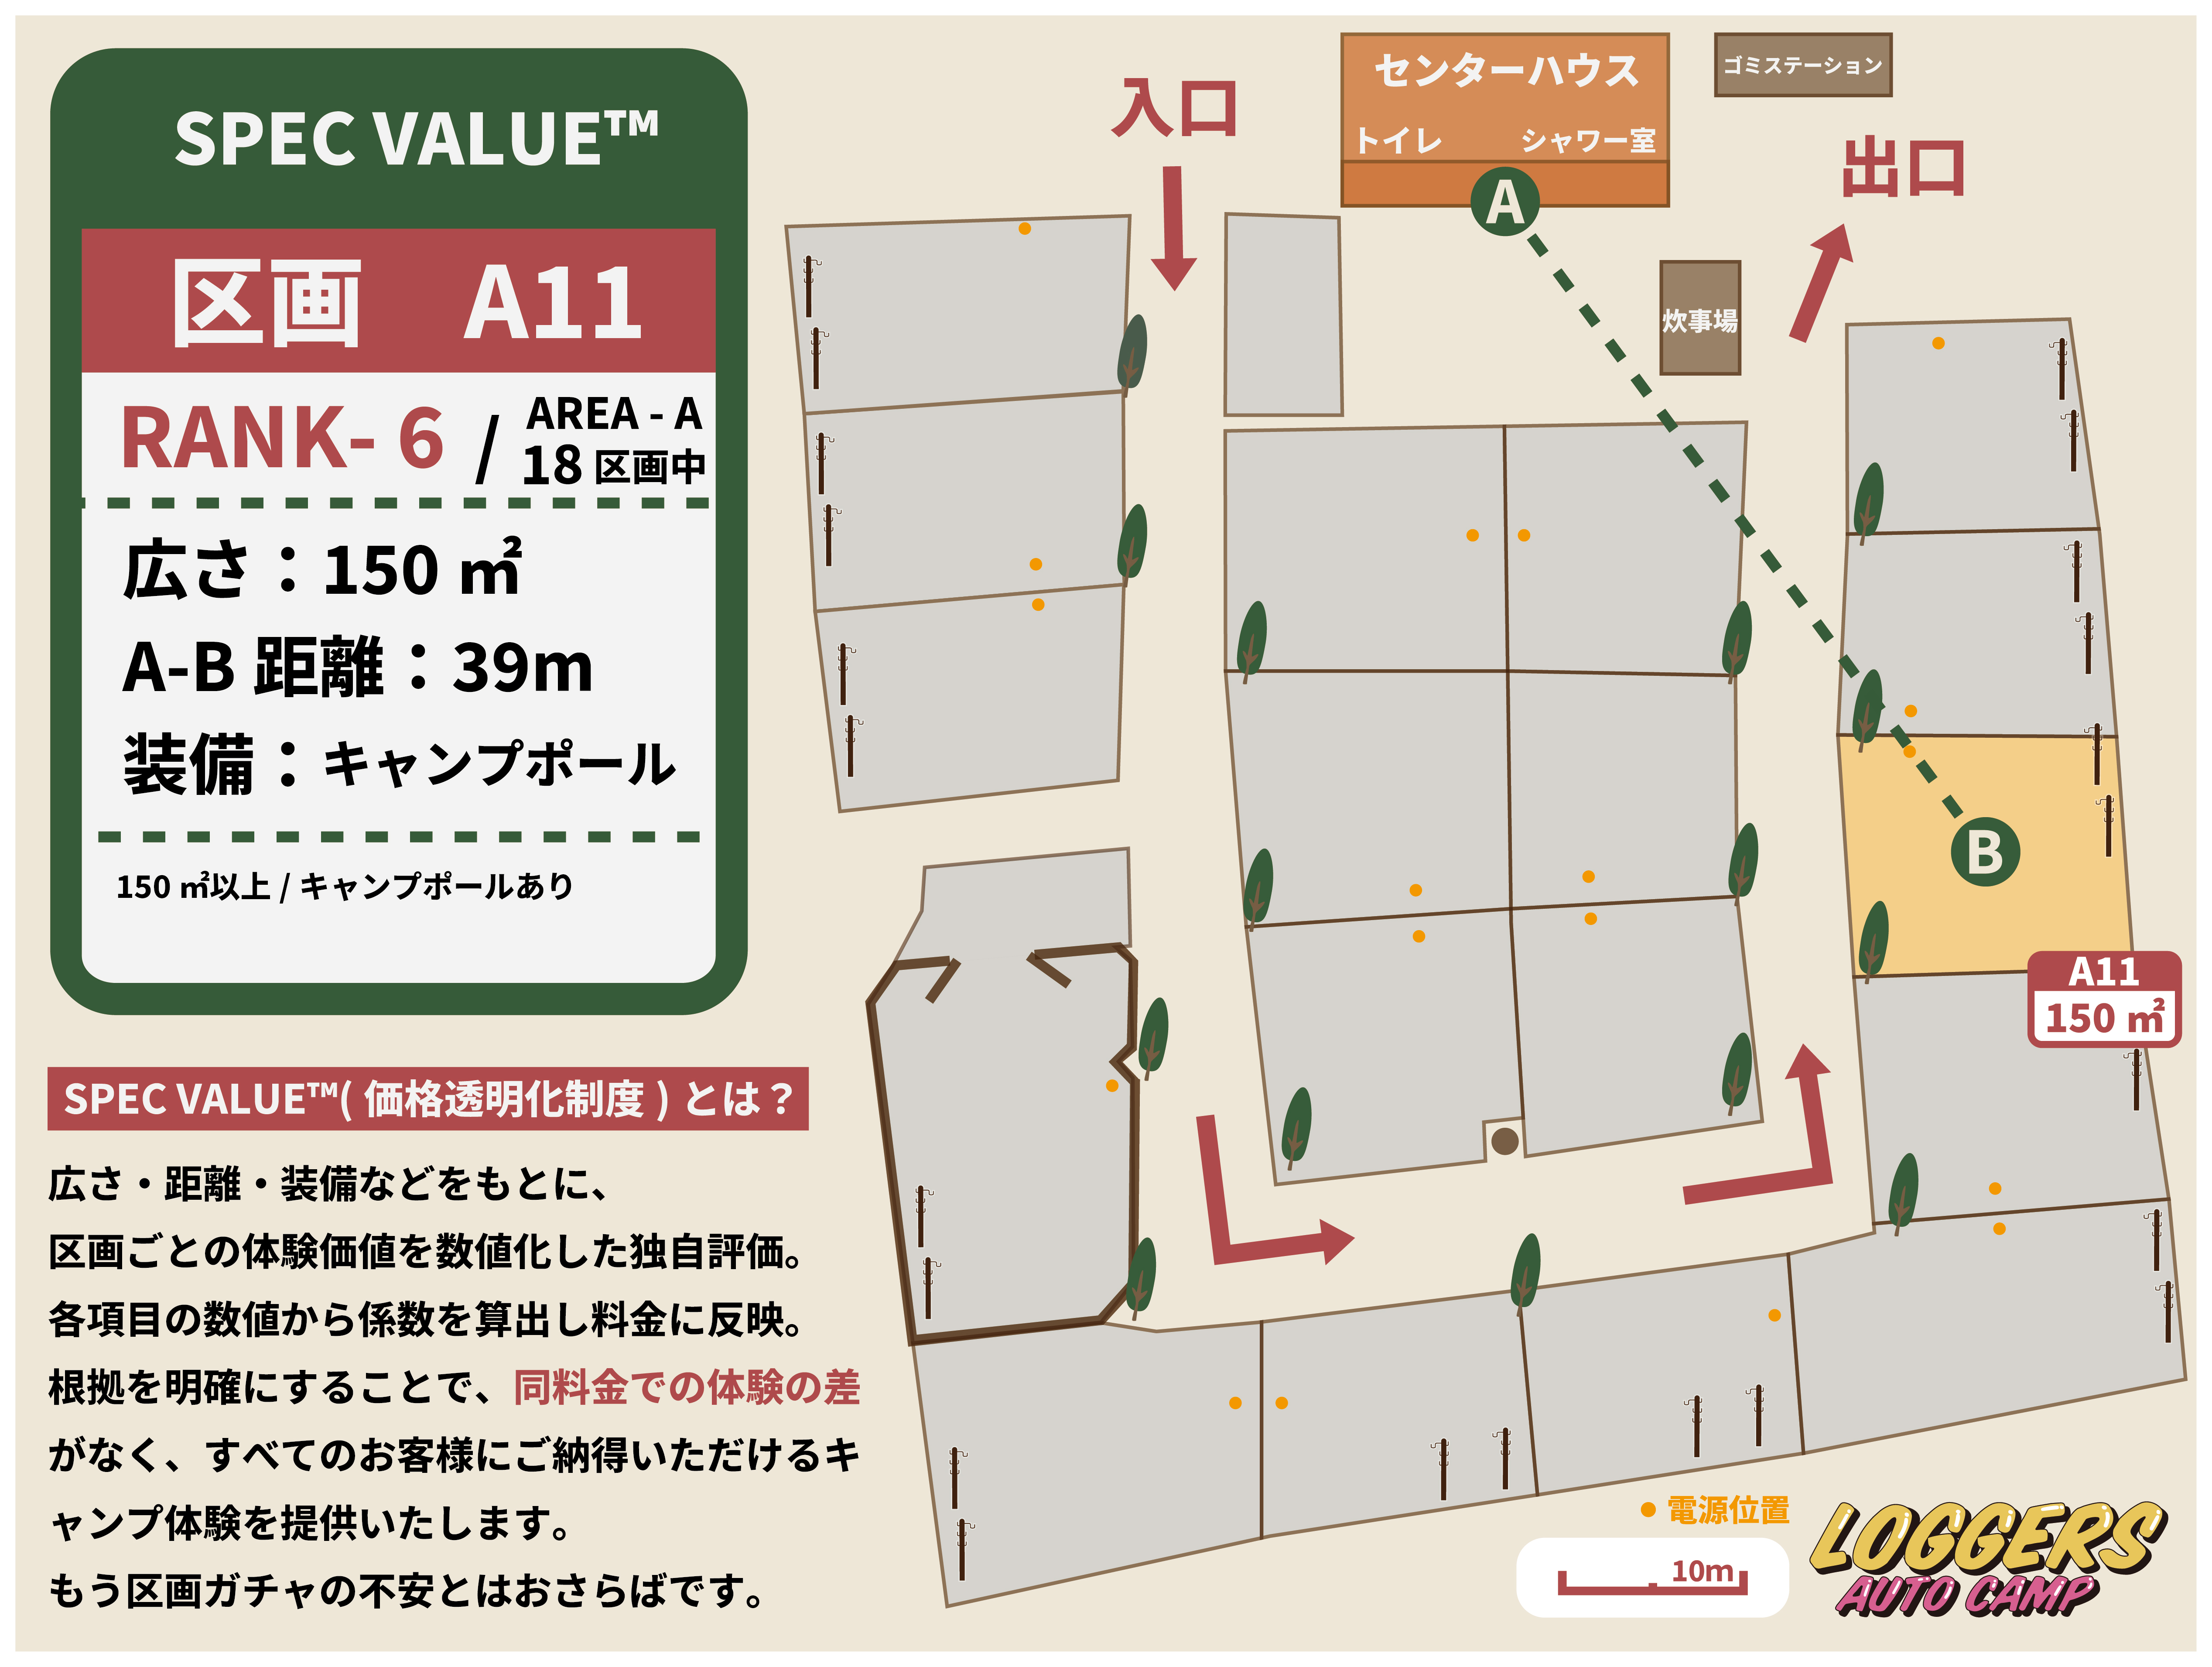 SPEC VALUE™
区画 A11
RANK- 6 / AREA - A
18 区画中
広さ：150 ㎡
A-B 距離：39m
装備：キャンプポール
150 ㎡以上 / キャンプポールあり
SPEC VALUE™( 価格透明化制度 ) とは？
広さ・距離・装備などをもとに、
区画ごとの体験価値を数値化した独自評価。
各項目の数値から係数を算出し料金に反映。
根拠を明確にすることで、同料金での体験の差
がなく、すべてのお客様にご納得いただけるキ
ャンプ体験を提供いたします。
もう区画ガチャの不安とはおさらばです。
入口
センターハウス
トイレ シャワー室
ゴミステーション
出口
A
炊事場
B
A11
150 ㎡
電源位置
10m
LOGGERS
AUTO CAMP